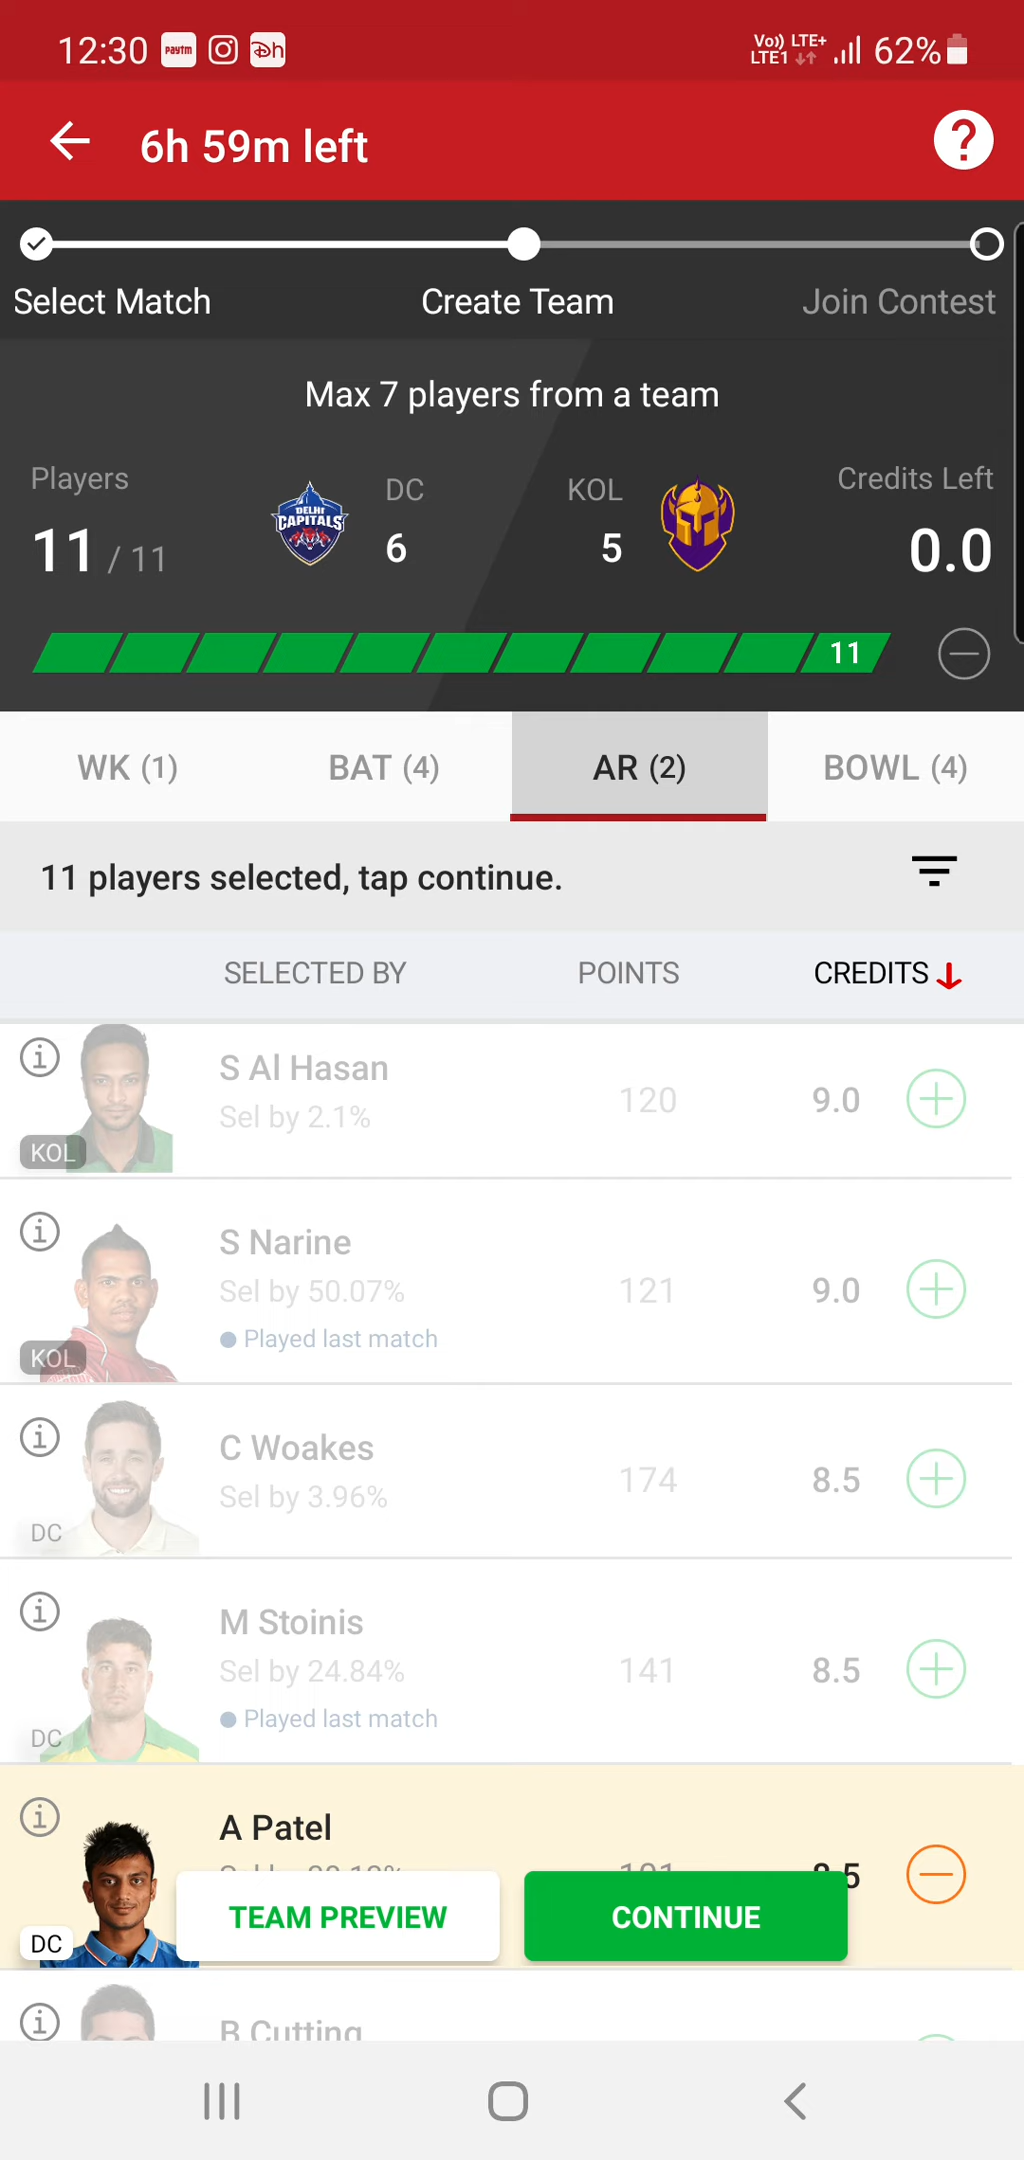 12:30 Paytm Dh Vo)) LTE+ LTE1 62%
6h 59m left ?
Select Match Create Team Join Contest
Max 7 players from a team
Players DC KOL Credits Left
DELHI CAPITALS
11 / 11 6 5 0.0
11
WK (1) BAT (4) AR (2) BOWL (4)
11 players selected, tap continue.
SELECTED BY POINTS CREDITS
S Al Hasan
Sel by 2.1% 120 9.0
KOL
S Narine
Sel by 50.07% 121 9.0
Played last match
KOL
C Woakes
Sel by 3.96% 174 8.5
DC
M Stoinis
Sel by 24.84% 141 8.5
Played last match
DC
A Patel
TEAM PREVIEW CONTINUE
DC
B Cutting